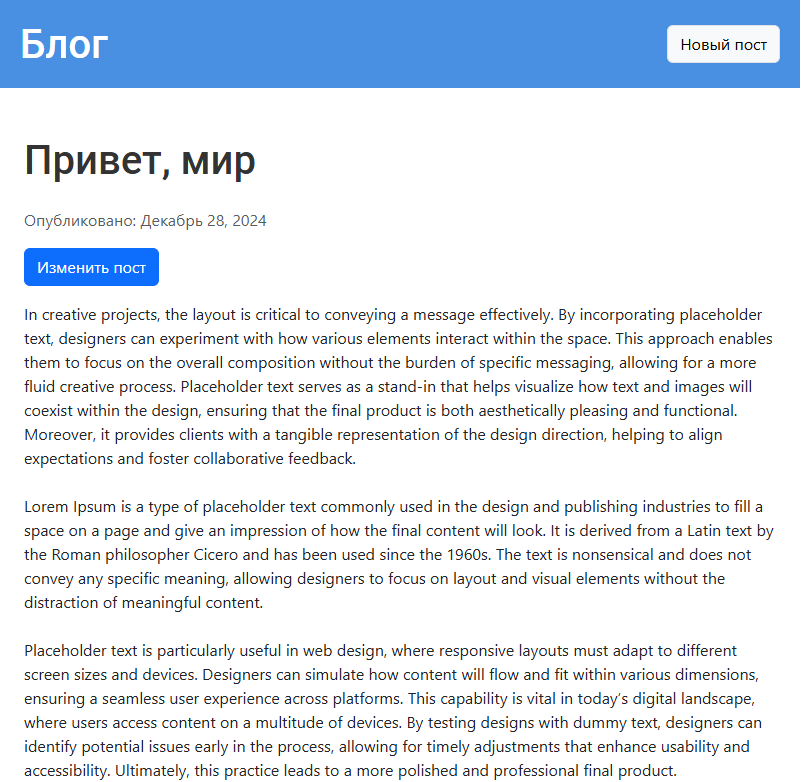 Блог
Новый пост
Привет, мир
Опубликовано: Декабрь 28, 2024
Изменить пост
In creative projects, the layout is critical to conveying a message effectively. By incorporating placeholder
text, designers can experiment with how various elements interact within the space. This approach enables
them to focus on the overall composition without the burden of specific messaging, allowing for a more
fluid creative process. Placeholder text serves as a stand-in that helps visualize how text and images will
coexist within the design, ensuring that the final product is both aesthetically pleasing and functional.
Moreover, it provides clients with a tangible representation of the design direction, helping to align
expectations and foster collaborative feedback.
Lorem Ipsum is a type of placeholder text commonly used in the design and publishing industries to fill a
space on a page and give an impression of how the final content will look. It is derived from a Latin text by
the Roman philosopher Cicero and has been used since the 1960s. The text is nonsensical and does not
convey any specific meaning, allowing designers to focus on layout and visual elements without the
distraction of meaningful content.
Placeholder text is particularly useful in web design, where responsive layouts must adapt to different
screen sizes and devices. Designers can simulate how content will flow and fit within various dimensions,
ensuring a seamless user experience across platforms. This capability is vital in today’s digital landscape,
where users access content on a multitude of devices. By testing designs with dummy text, designers can
identify potential issues early in the process, allowing for timely adjustments that enhance usability and
accessibility. Ultimately, this practice leads to a more polished and professional final product.